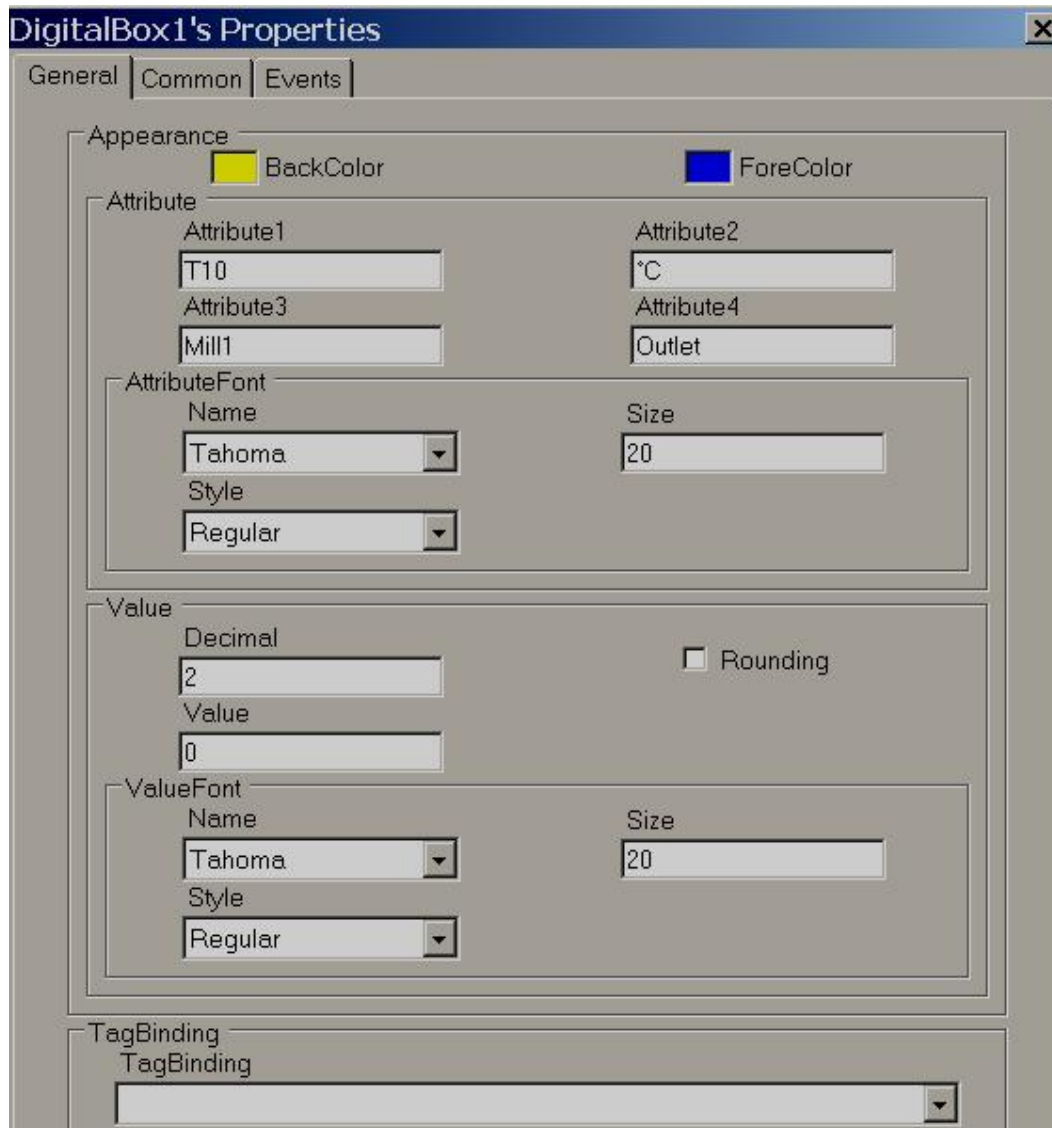 DigitalBox1's Properties
General Common Events
Appearance
BackColor ForeColor
Attribute
Attribute1 Attribute2
T10 °C
Attribute3 Attribute4
Mill1 Outlet
AttributeFont
Name Size
Tahoma 20
Style
Regular
Value
Decimal
Rounding
2
Value
0
ValueFont
Name Size
Tahoma 20
Style
Regular
TagBinding
TagBinding